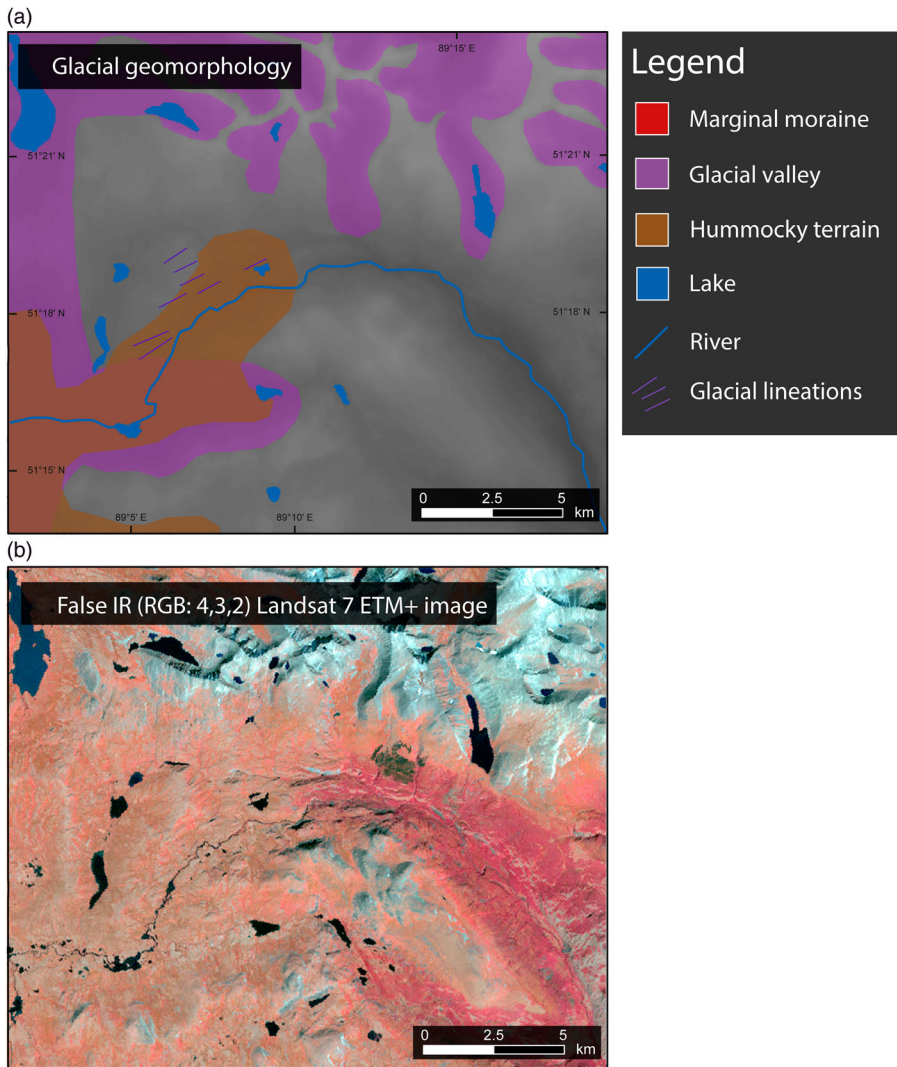 (a)
Glacial geomorphology
89°15' E
51°21' N
51°21' N
51°18' N
51°18' N
51°15' N
89°5' E
89°10' E
0 2.5 5
km
Legend
Marginal moraine
Glacial valley
Hummocky terrain
Lake
River
Glacial lineations
(b)
False IR (RGB: 4,3,2) Landsat 7 ETM+ image
0 2.5 5
km